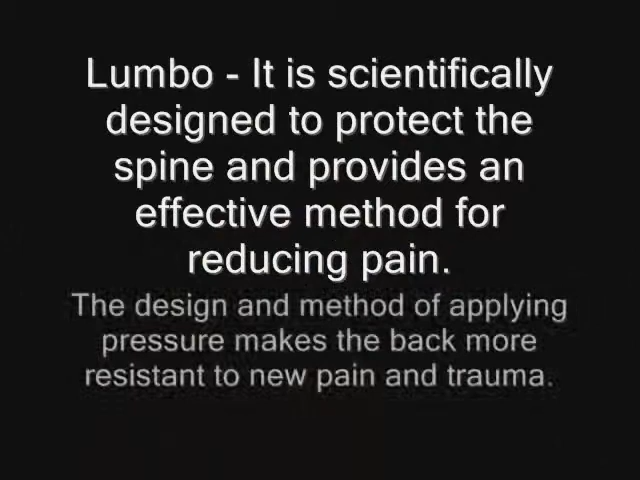 Lumbo - It is scientifically
designed to protect the
spine and provides an
effective method for
reducing pain.
The design and method of applying
pressure makes the back more
resistant to new pain and trauma.